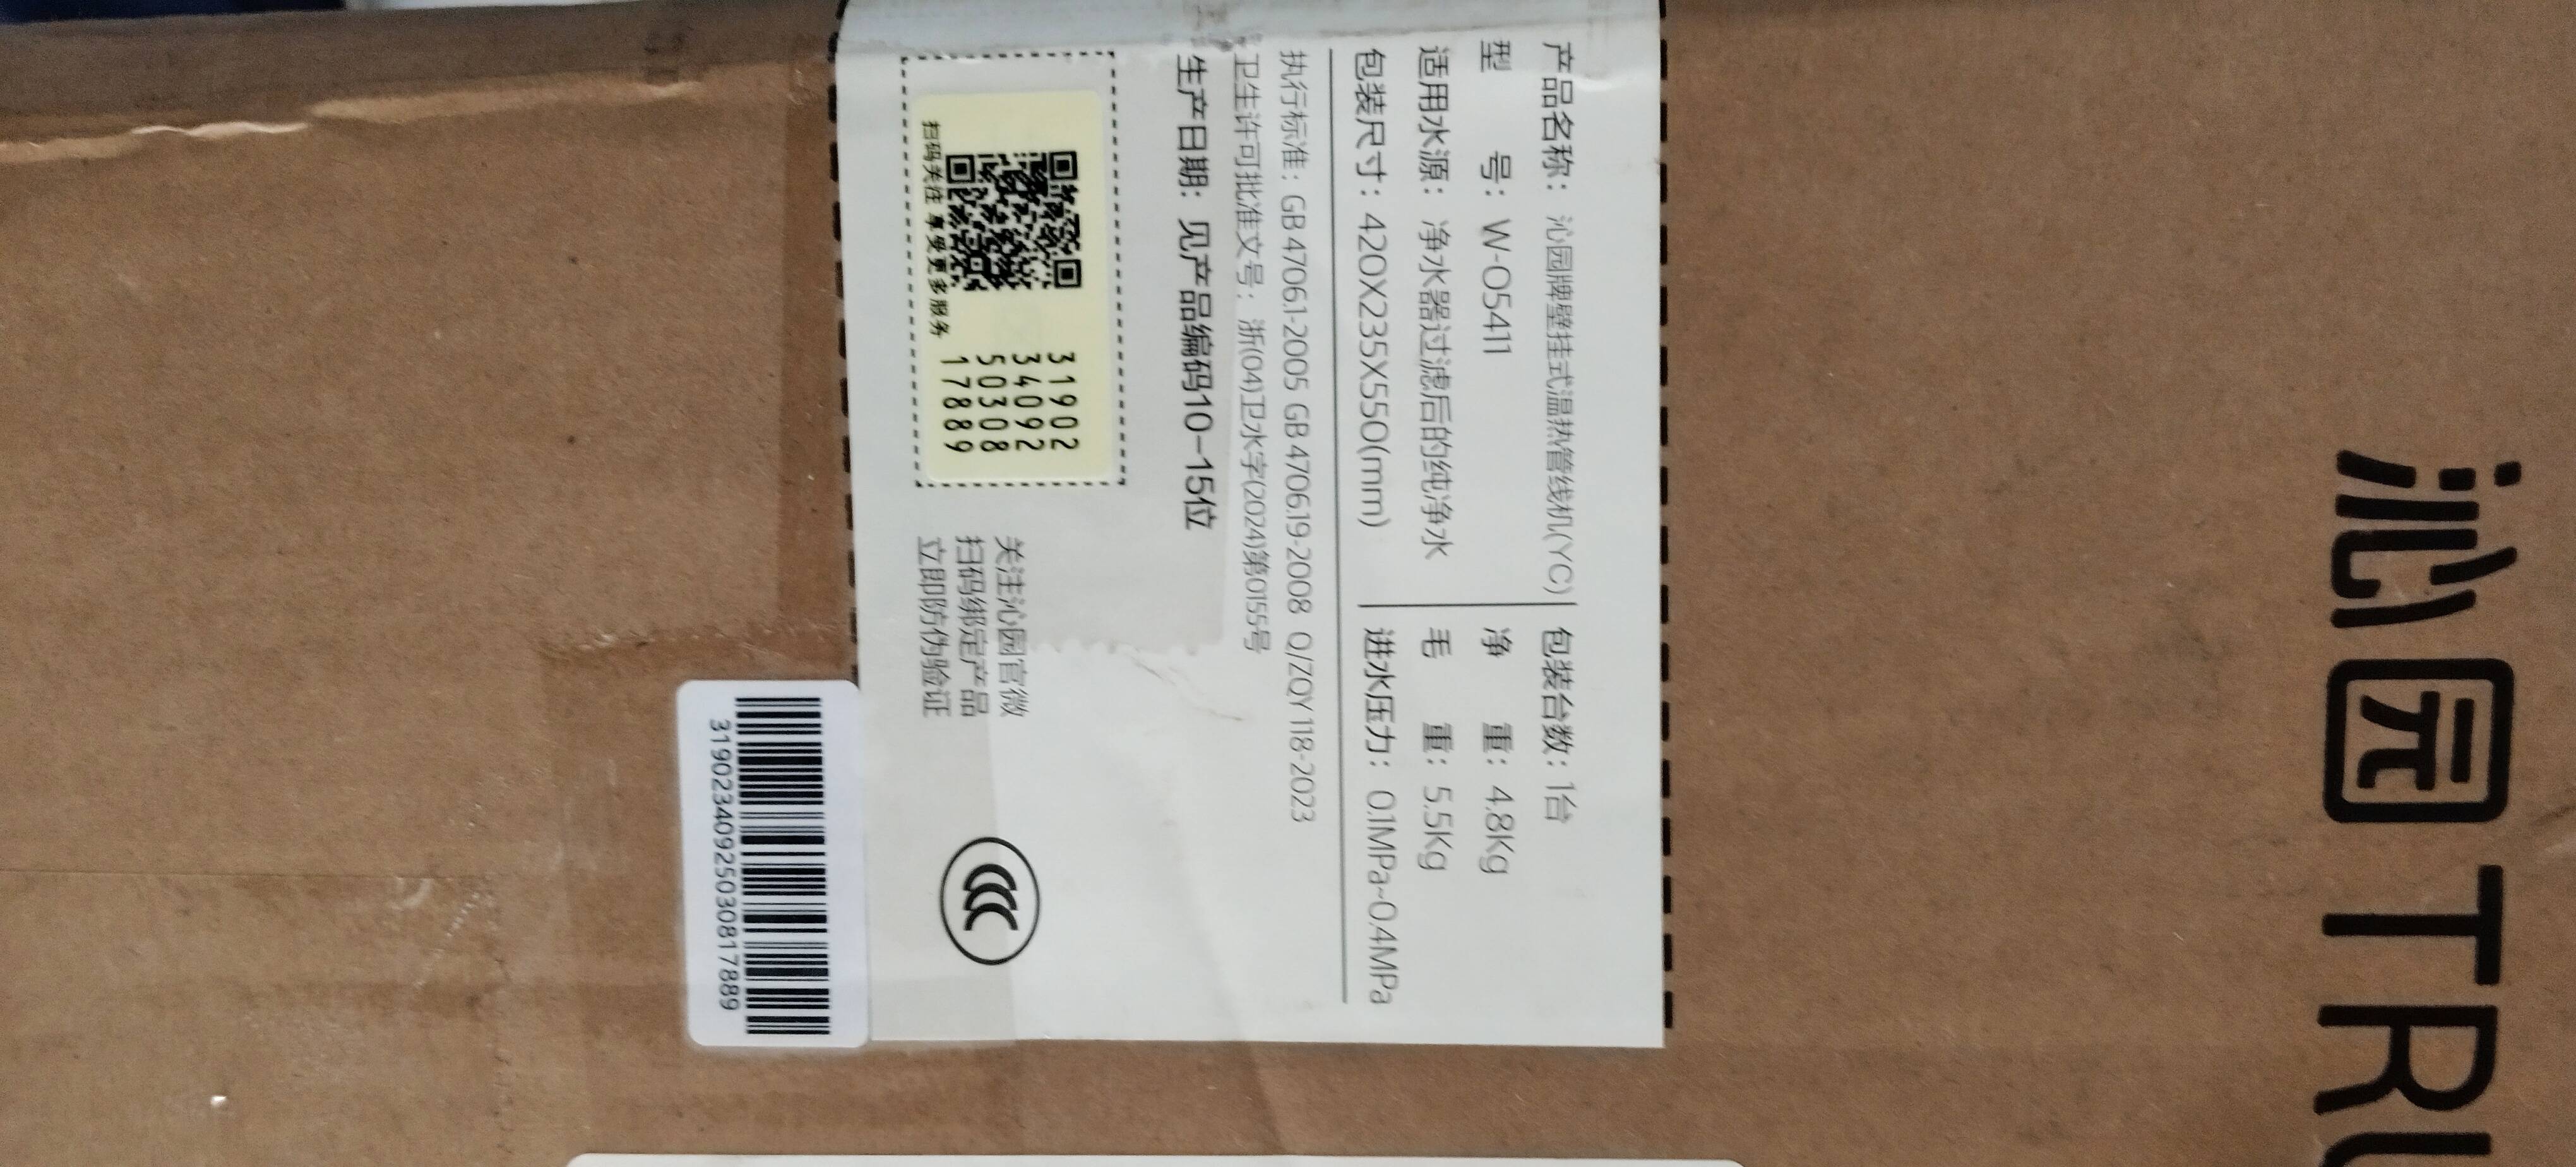 沁园 TRU
产品名称：沁园牌壁挂式温热管线机(YC)
型 号：W-O5411
适用水源：净水器过滤后的纯净水
包装尺寸：420X235X550(mm)
包装台数：1台
净 重：4.8Kg
毛 重：5.5Kg
进水压力：0.1MPa~0.4MPa
执行标准：GB 4706.1-2005 GB 4706.19-2008 Q/ZQY 118-2023
卫生许可批准文号：浙(04)卫水字(2024)第0155号
生产日期：见产品编码10-15位
31902
34092
50308
17889
扫码关注 享受更多服务
关注沁园官微
扫码绑定产品
立即防伪验证
CCC
31902340925030817889